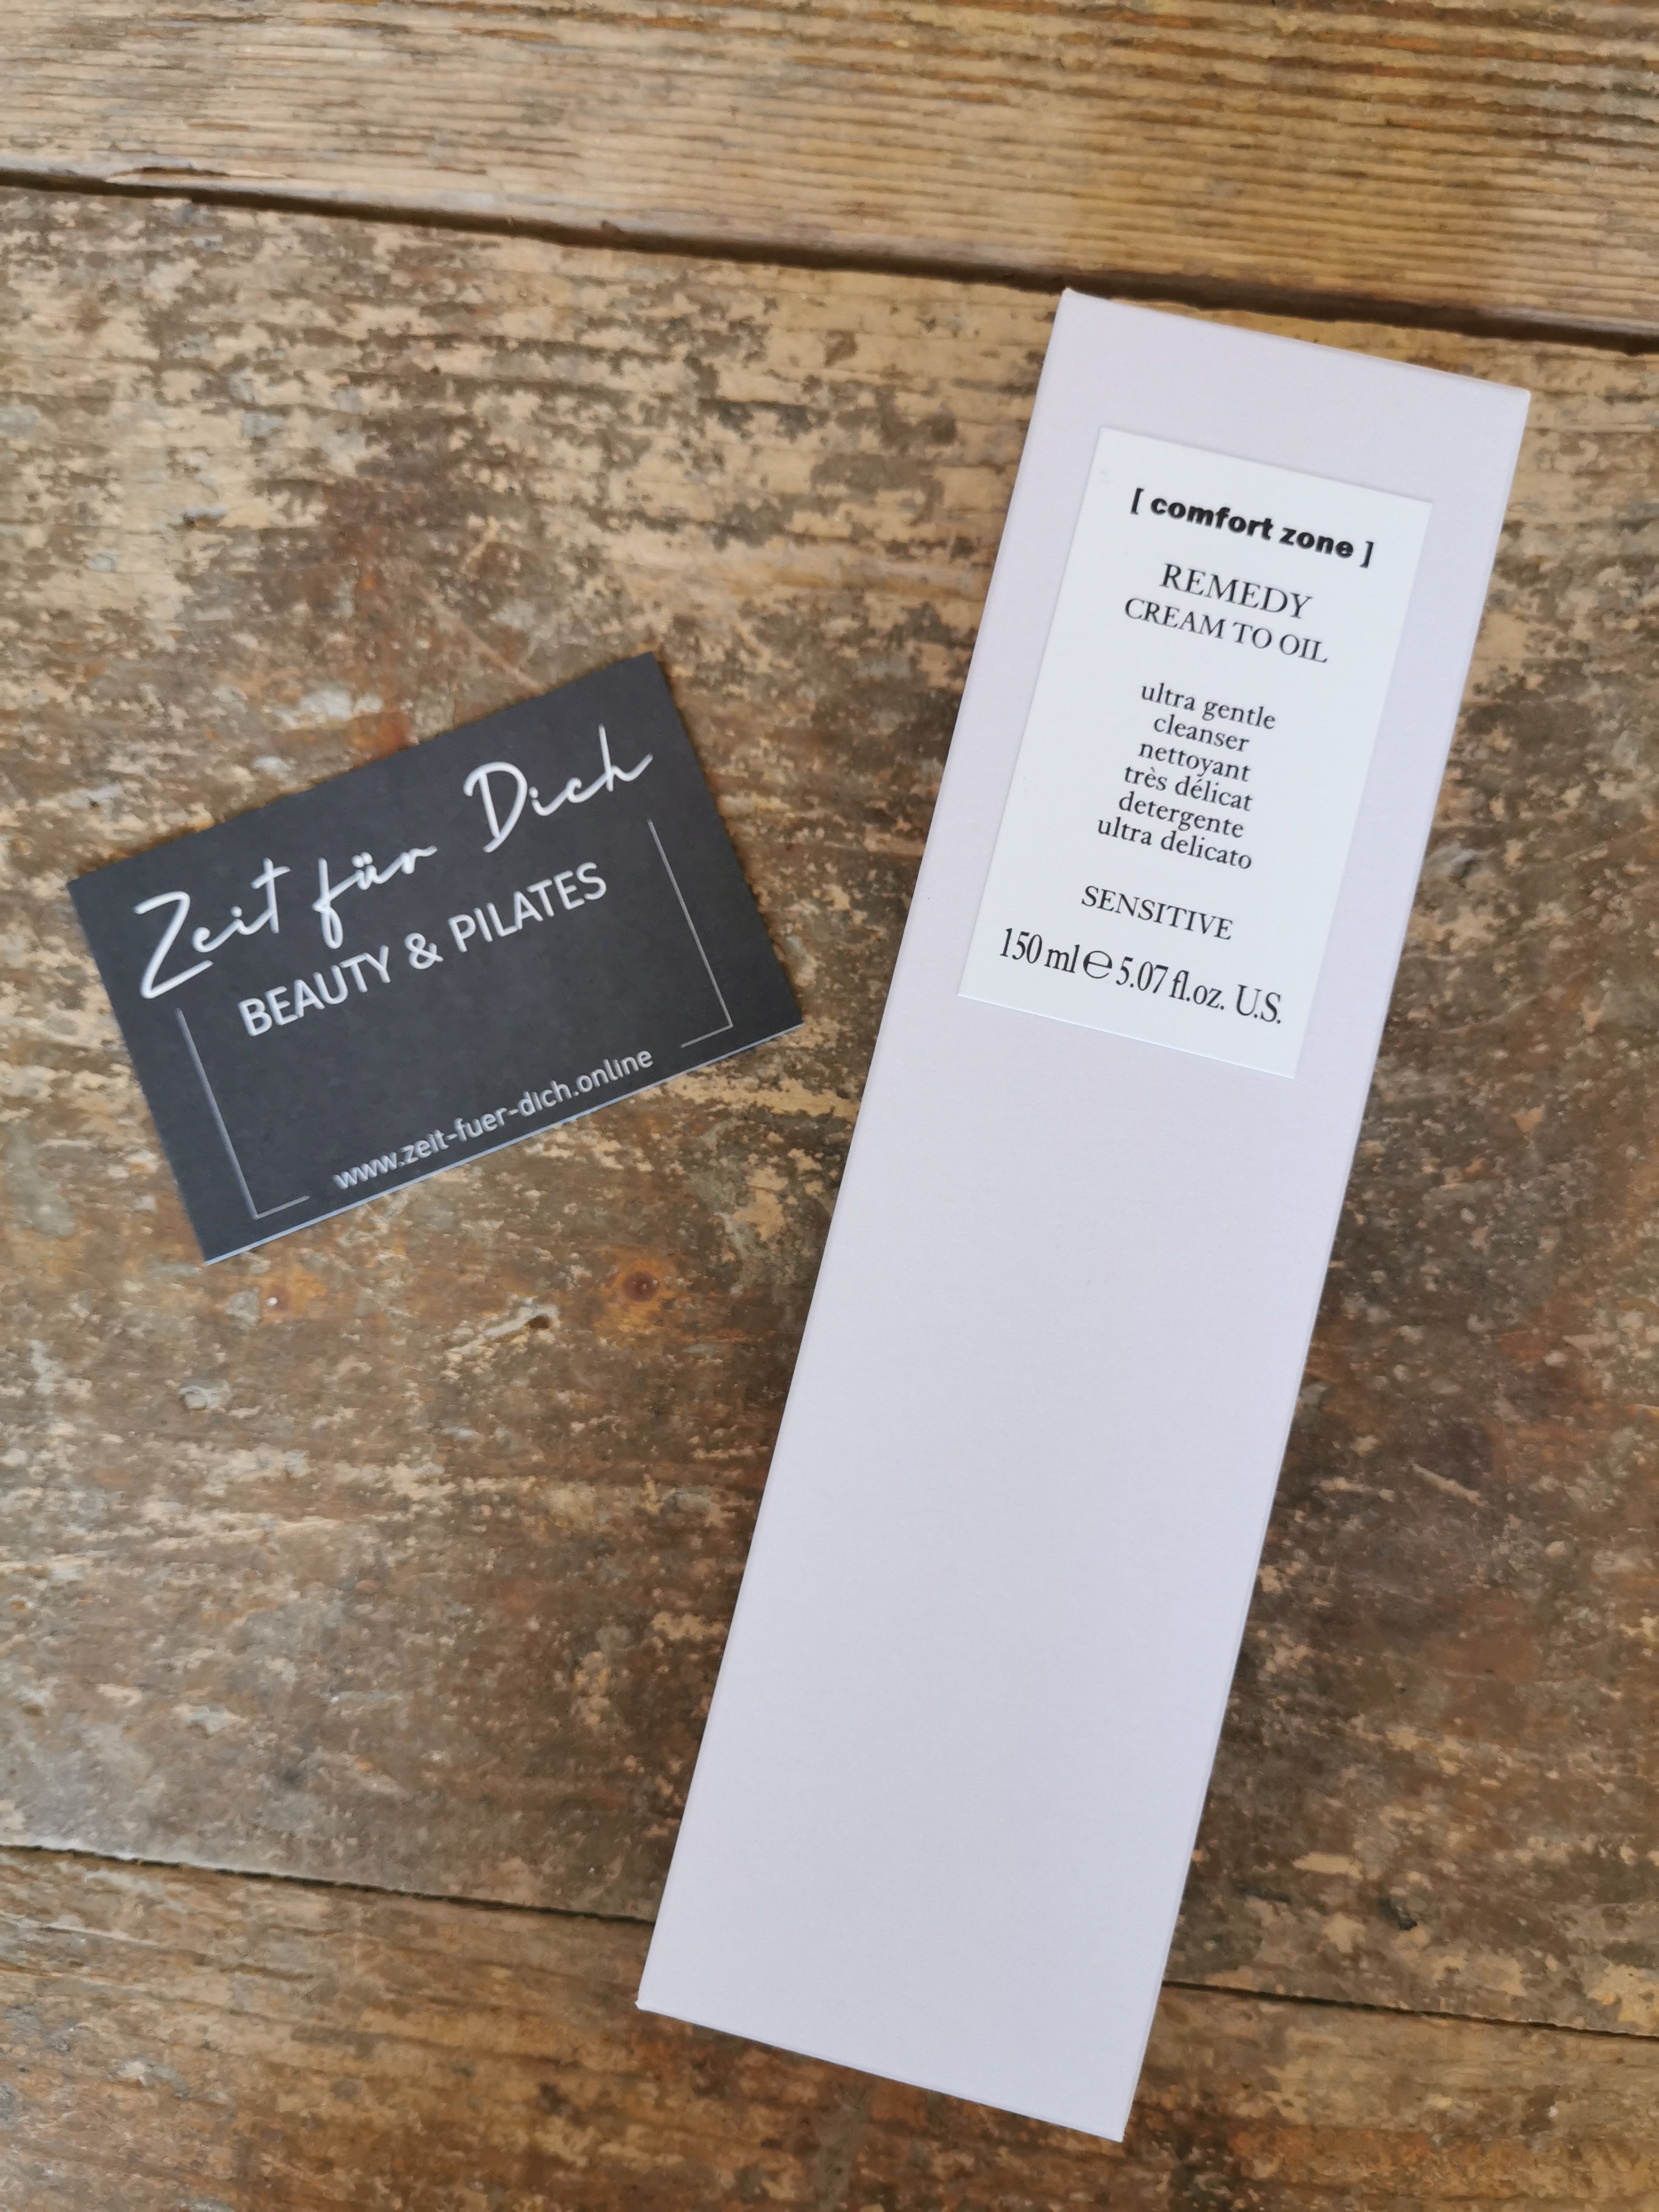 Zeit für Dich
BEAUTY & PILATES
www.zeit-fuer-dich.online
[ comfort zone ]
REMEDY
CREAM TO OIL
ultra gentle
cleanser
nettoyant
très délicat
detergente
ultra delicato
SENSITIVE
150 ml ℮ 5.07 fl.oz. U.S.